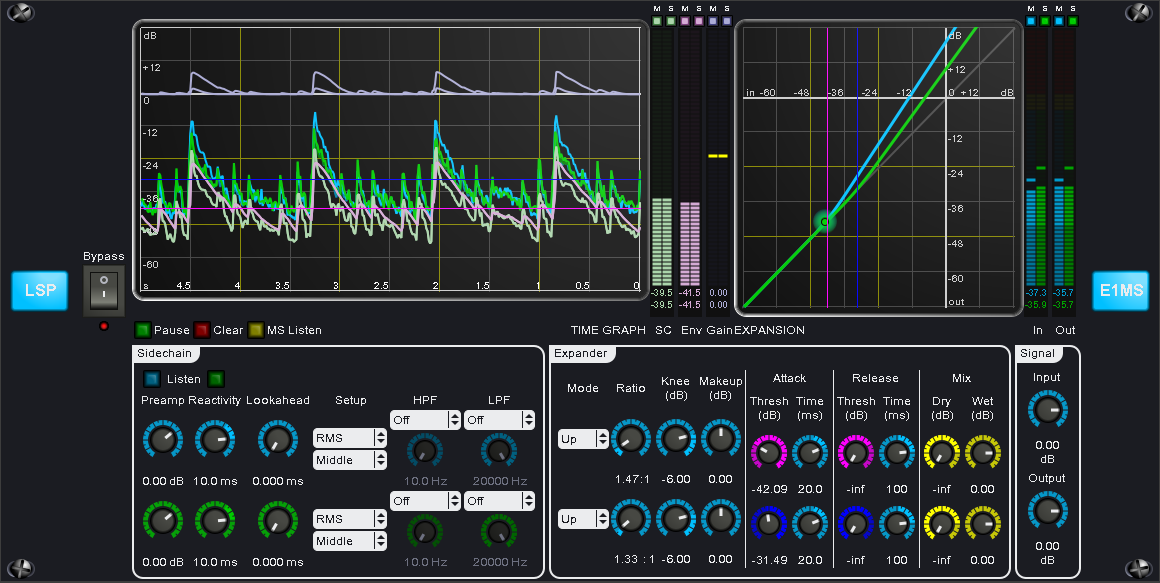 M S M S M S
M S M S
dB
+12
0
-12
-24
-36
-60
s 4.5 4 3.5 3 2.5 2 1.5 1 0.5 0
-39.5 -41.5 0.00
-39.5 -41.5 0.00
dB
+12
in -60 -48 -36 -24 -12 0 +12 dB
-12
-24
-36
-48
-60
out
-37.3 -35.7
-35.9 -35.7
Bypass
LSP
E1MS
Pause Clear MS Listen
TIME GRAPH SC Env Gain EXPANSION In Out
Sidechain
Listen
Preamp Reactivity Lookahead Setup HPF LPF
Off Off
RMS
Middle
0.00 dB 10.0 ms 0.000 ms 10.0 Hz 20000 Hz
Off Off
RMS
Middle
0.00 dB 10.0 ms 0.000 ms 10.0 Hz 20000 Hz
Expander
Mode Ratio Knee (dB) Makeup (dB)
Attack Release Mix
Thresh (dB) Time (ms) Thresh (dB) Time (ms) Dry (dB) Wet (dB)
Up
1.47:1 -6.00 0.00 -42.09 20.0 -inf 100 -inf 0.00
Up
1.33 : 1 -6.00 0.00 -31.49 20.0 -inf 100 -inf 0.00
Signal
Input
0.00
dB
Output
0.00
dB